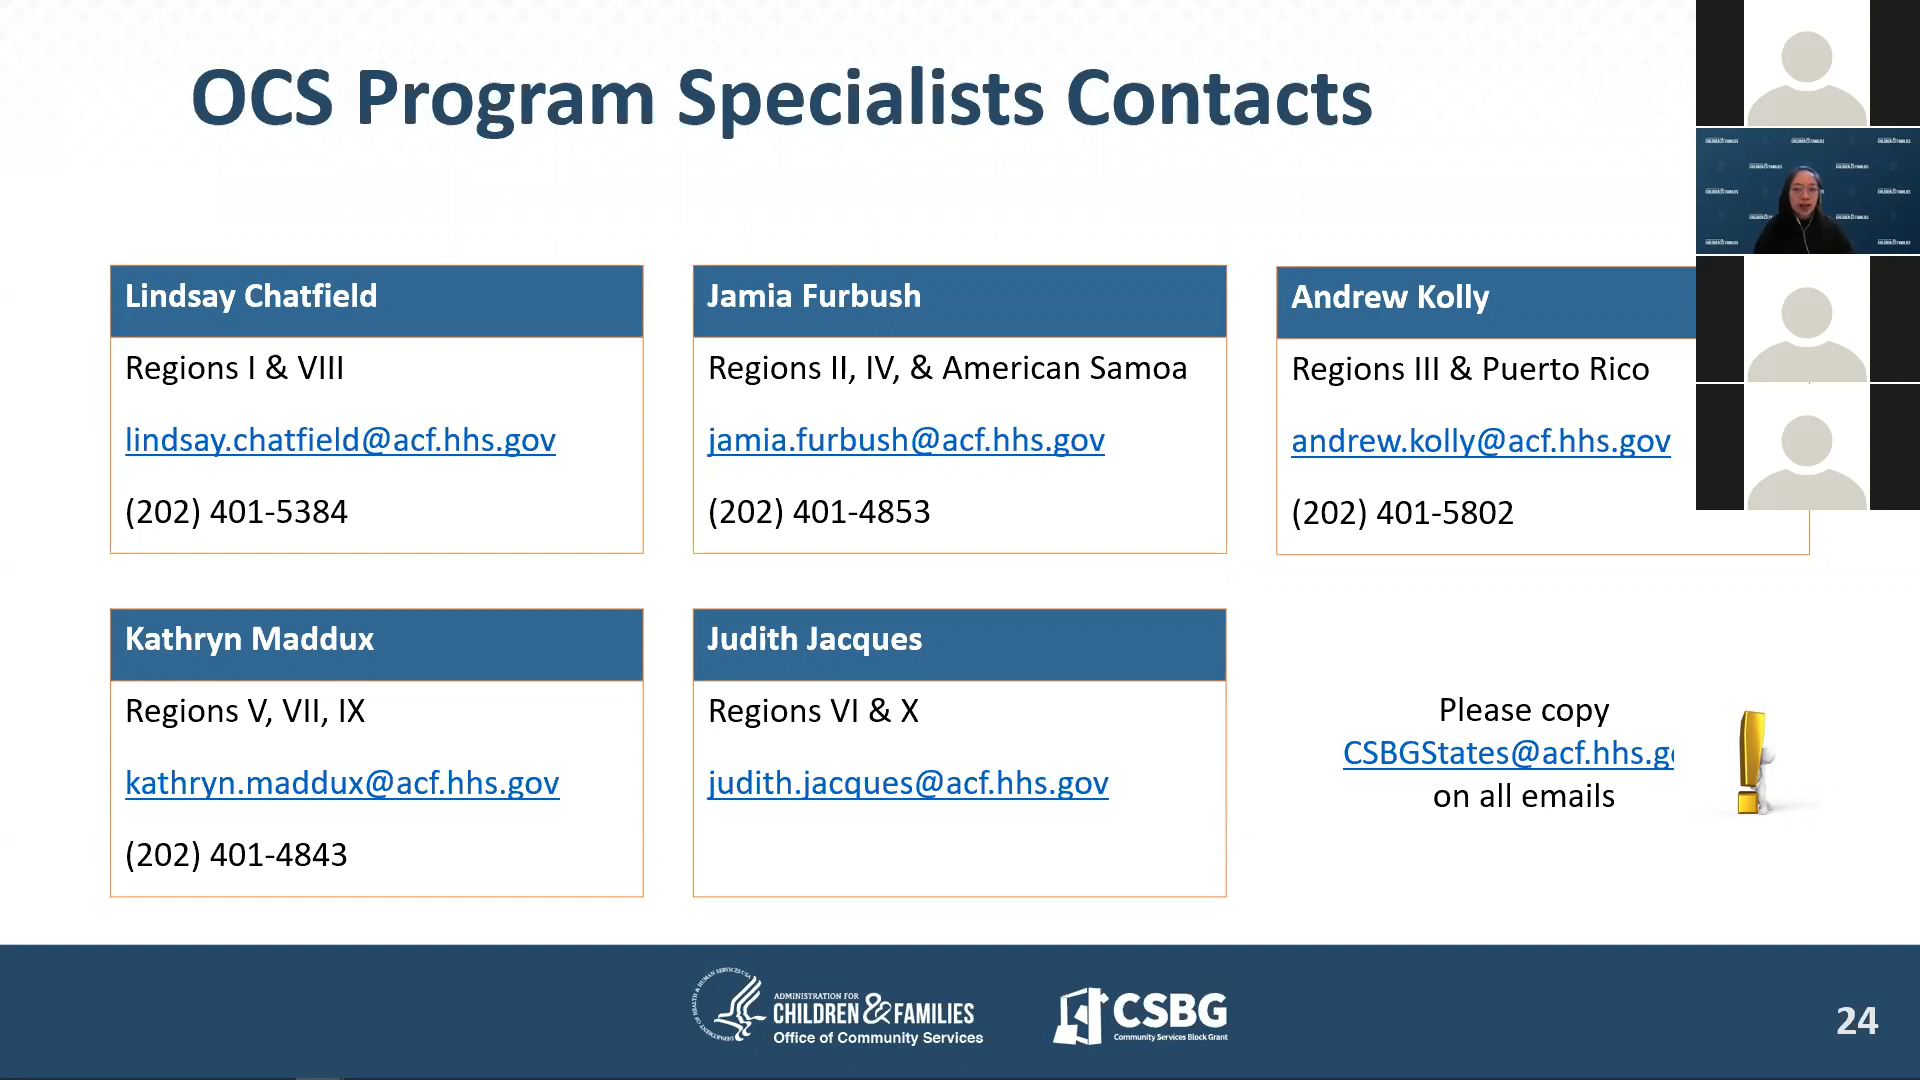 OCS Program Specialists Contacts
Lindsay Chatfield
Regions I & VIII
lindsay.chatfield@acf.hhs.gov
(202) 401-5384
Jamia Furbush
Regions II, IV, & American Samoa
jamia.furbush@acf.hhs.gov
(202) 401-4853
Andrew Kolly
Regions III & Puerto Rico
andrew.kolly@acf.hhs.gov
(202) 401-5802
Kathryn Maddux
Regions V, VII, IX
kathryn.maddux@acf.hhs.gov
(202) 401-4843
Judith Jacques
Regions VI & X
judith.jacques@acf.hhs.gov
Please copy
CSBGStates@acf.hhs.g
on all emails
ADMINISTRATION FOR
CHILDREN & FAMILIES
Office of Community Services
CSBG
Community Services Block Grant
24